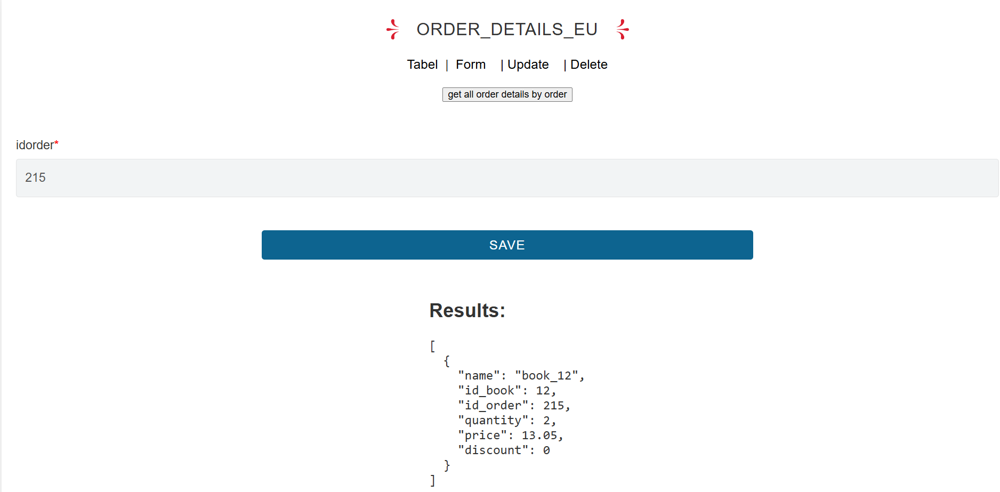 ORDER_DETAILS_EU
Tabel | Form | Update | Delete
get all order details by order
idorder*
215
SAVE
Results:
[
  {
    "name": "book_12",
    "id_book": 12,
    "id_order": 215,
    "quantity": 2,
    "price": 13.05,
    "discount": 0
  }
]